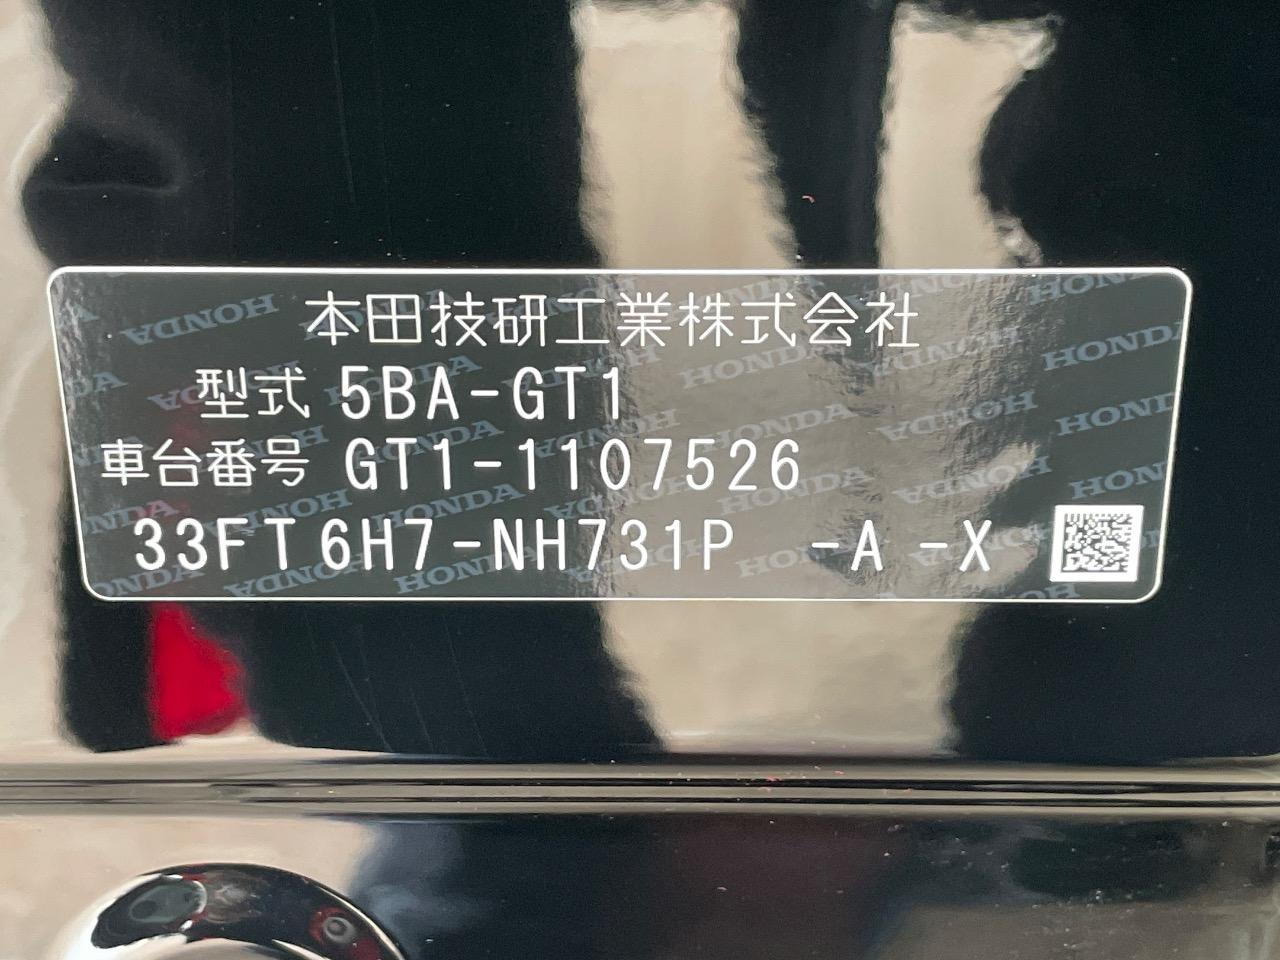 本田技研工業株式会社
型式 5BA-GT1
車台番号 GT1-1107526
33FT6H7-NH731P -A -X